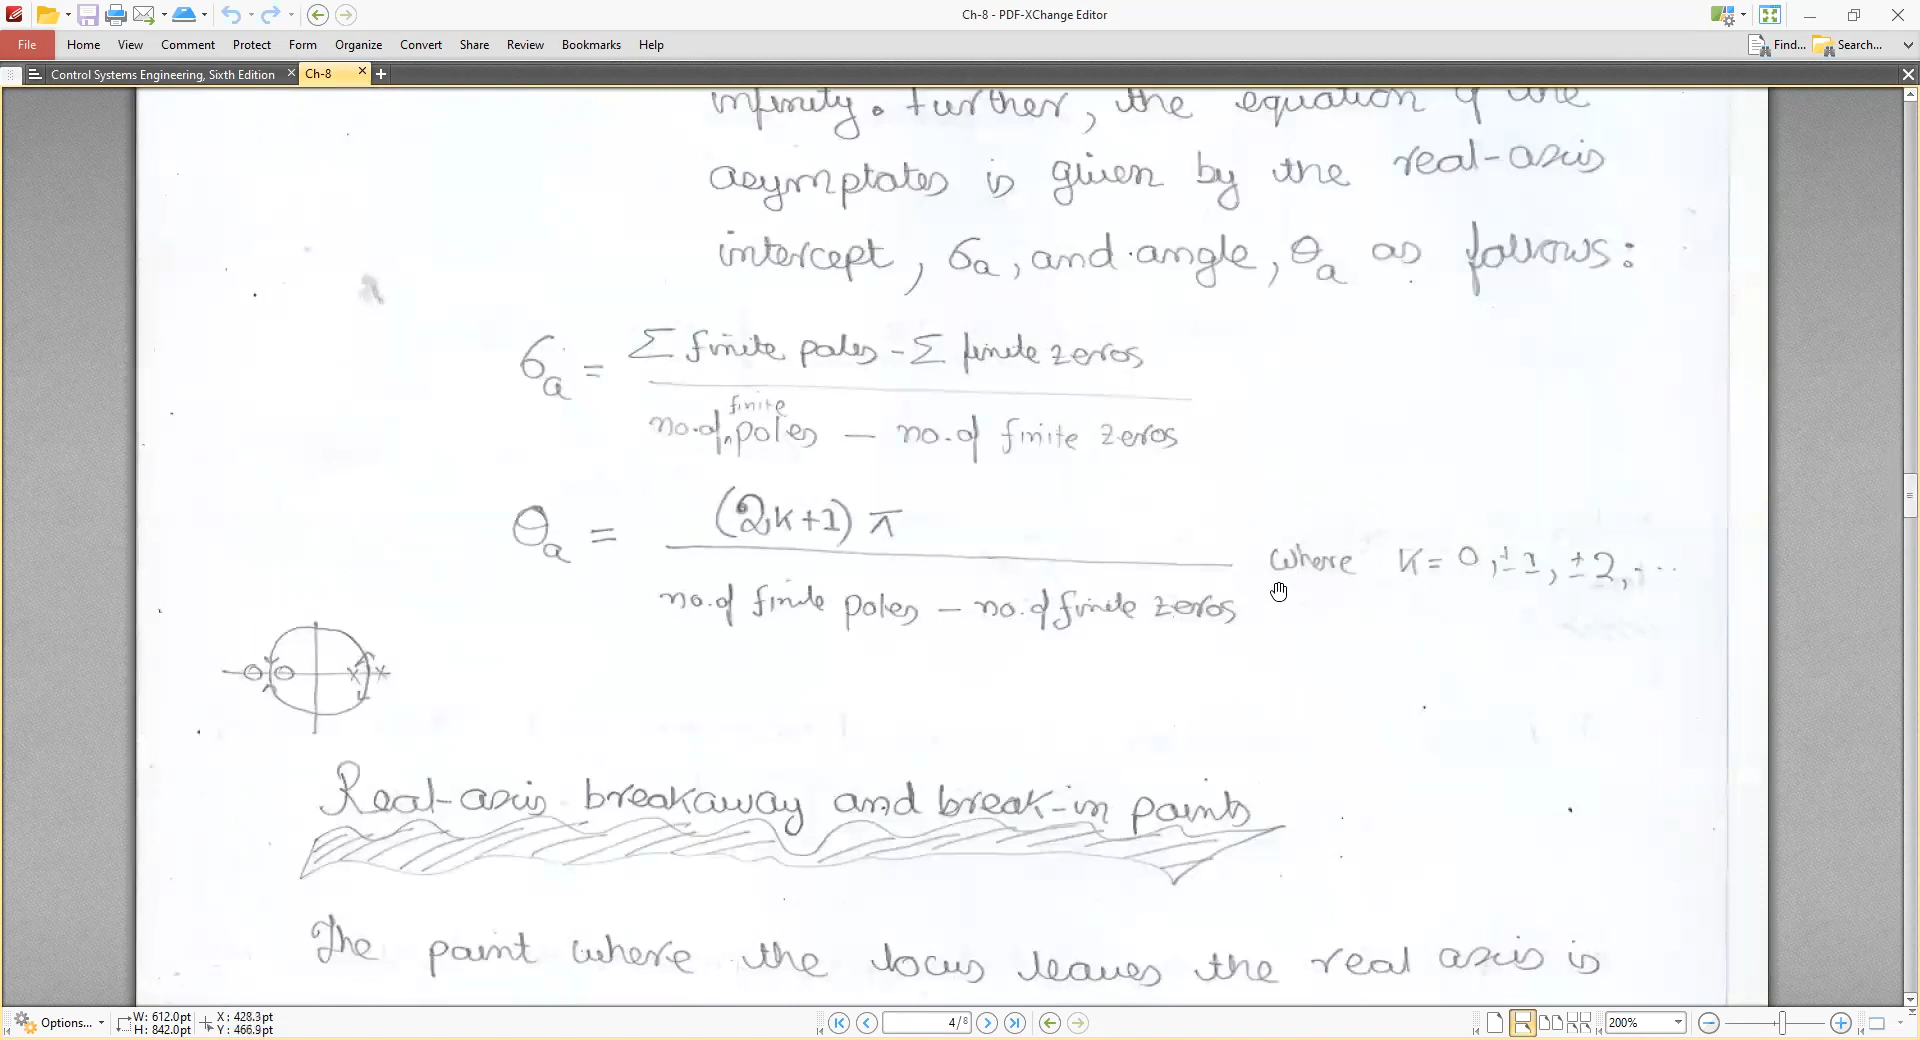 Ch-8 - PDF-XChange Editor
File Home View Comment Protect Form Organize Convert Share Review Bookmarks Help Find... Search...
Control Systems Engineering, Sixth Edition Ch-8
infinity. Further, the equation of the
asymptotes is given by the real-axis
intercept, σa, and angle, θa as follows:
σa = Σ finite poles - Σ finite zeros
finite
no. of poles - no. of finite zeros
θa = (2k+1) π
where K = 0, ±1, ±2, ...
no. of finite poles - no. of finite zeros
Real-axis breakaway and break-in points
The point where the locus leaves the real axis is
Options... W: 612.0pt H: 842.0pt X: 428.3pt Y: 466.9pt 4/8 200%